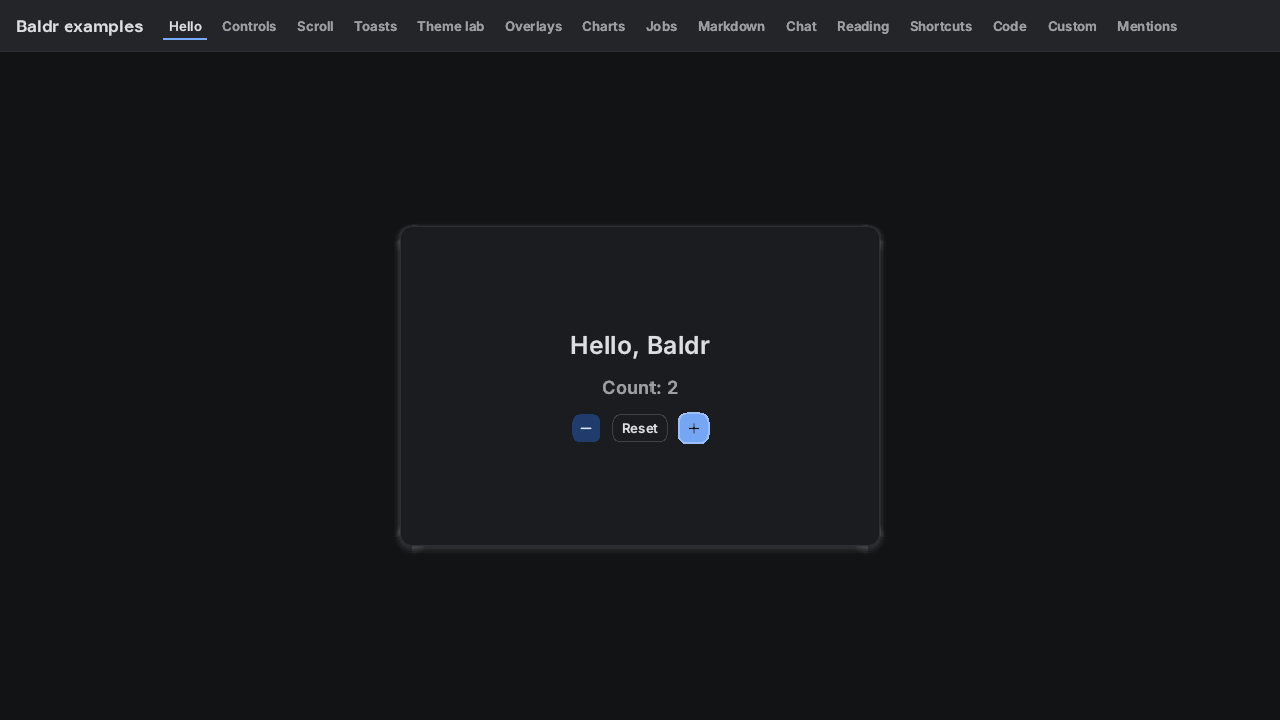 Baldr examples Hello Controls Scroll Toasts Theme lab Overlays Charts Jobs Markdown Chat Reading Shortcuts Code Custom Mentions
Hello, Baldr
Count: 2
− Reset +